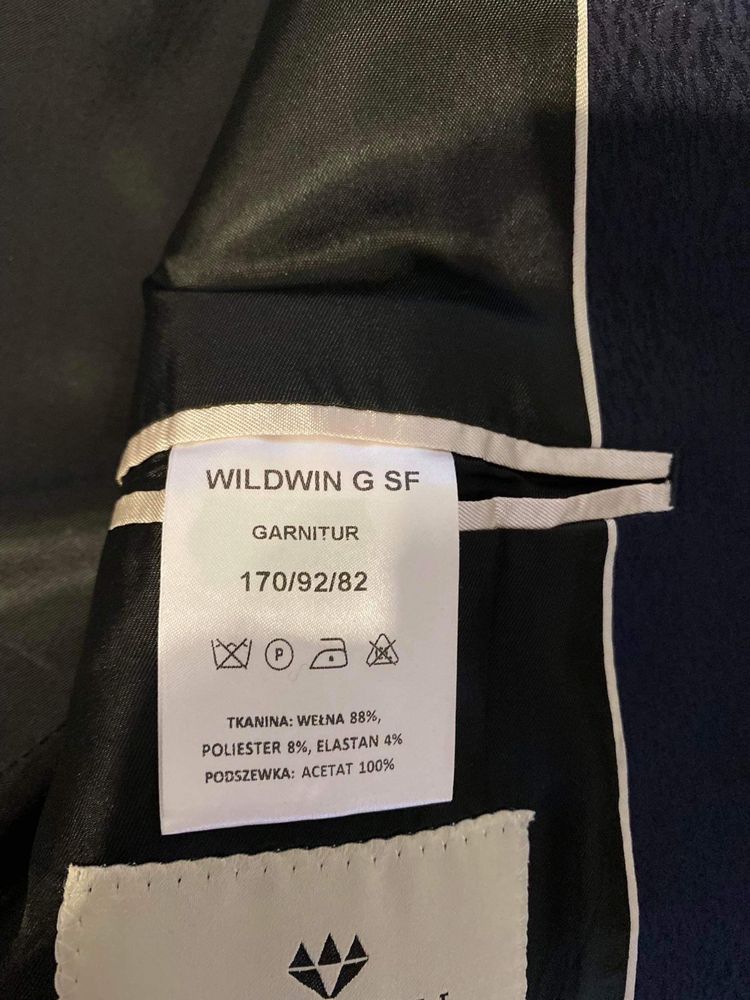 WILDWIN G SF
GARNITUR
170/92/82
P
TKANINA: WEŁNA 88%,
POLIESTER 8%, ELASTAN 4%
PODSZEWKA: ACETAT 100%